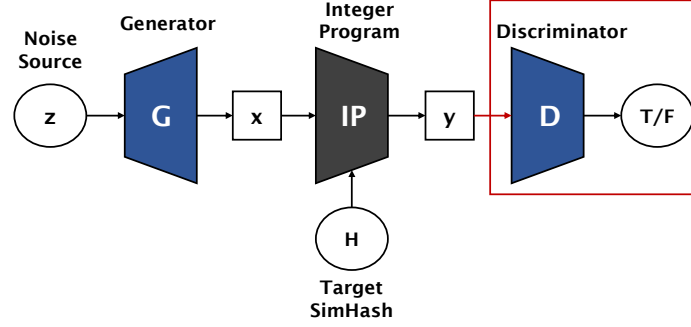 Noise
Source
Generator
Integer
Program
Discriminator
z
G
x
IP
y
D
T/F
H
Target
SimHash